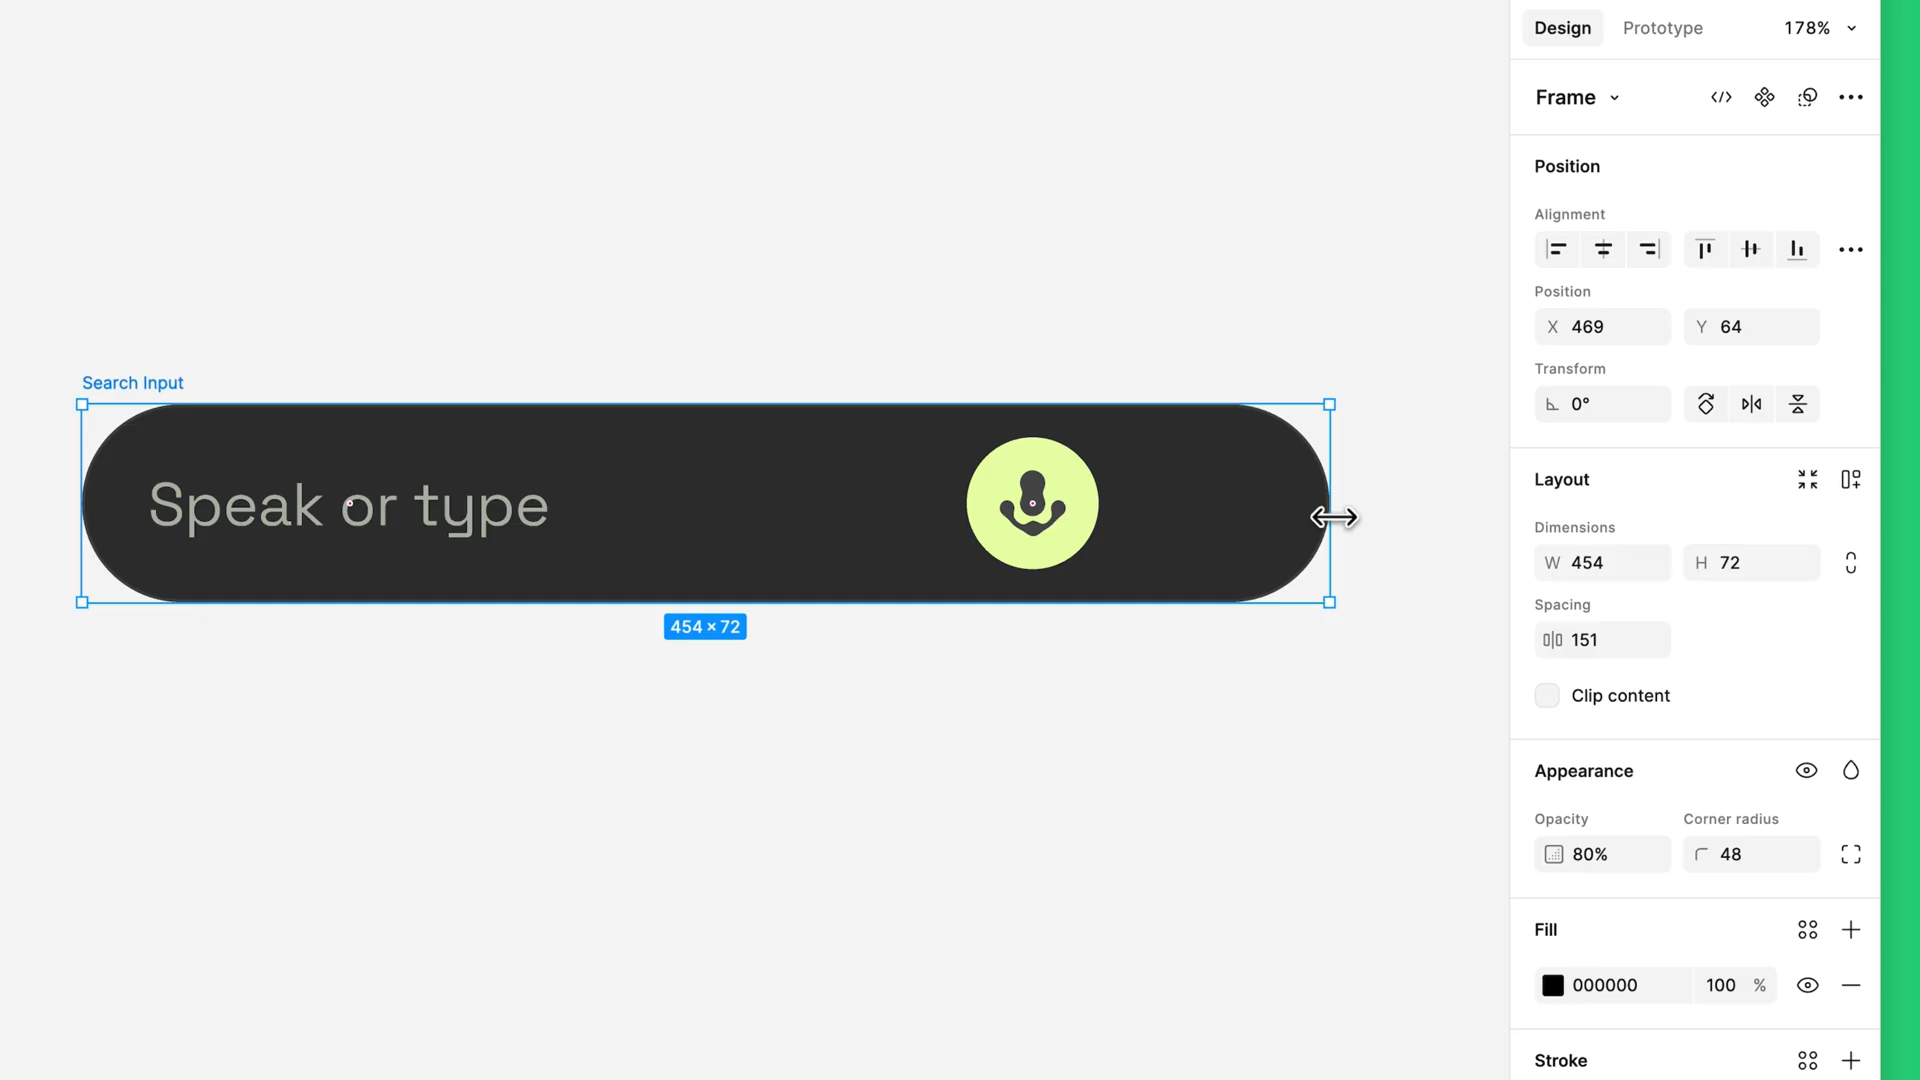 Design Prototype 178%
Frame
Position
Alignment
Position
X 469 Y 64
Transform
0°
Search Input
Speak or type
454 × 72
Layout
Dimensions
W 454 H 72
Spacing
151
Clip content
Appearance
Opacity Corner radius
80% 48
Fill
000000 100 %
Stroke